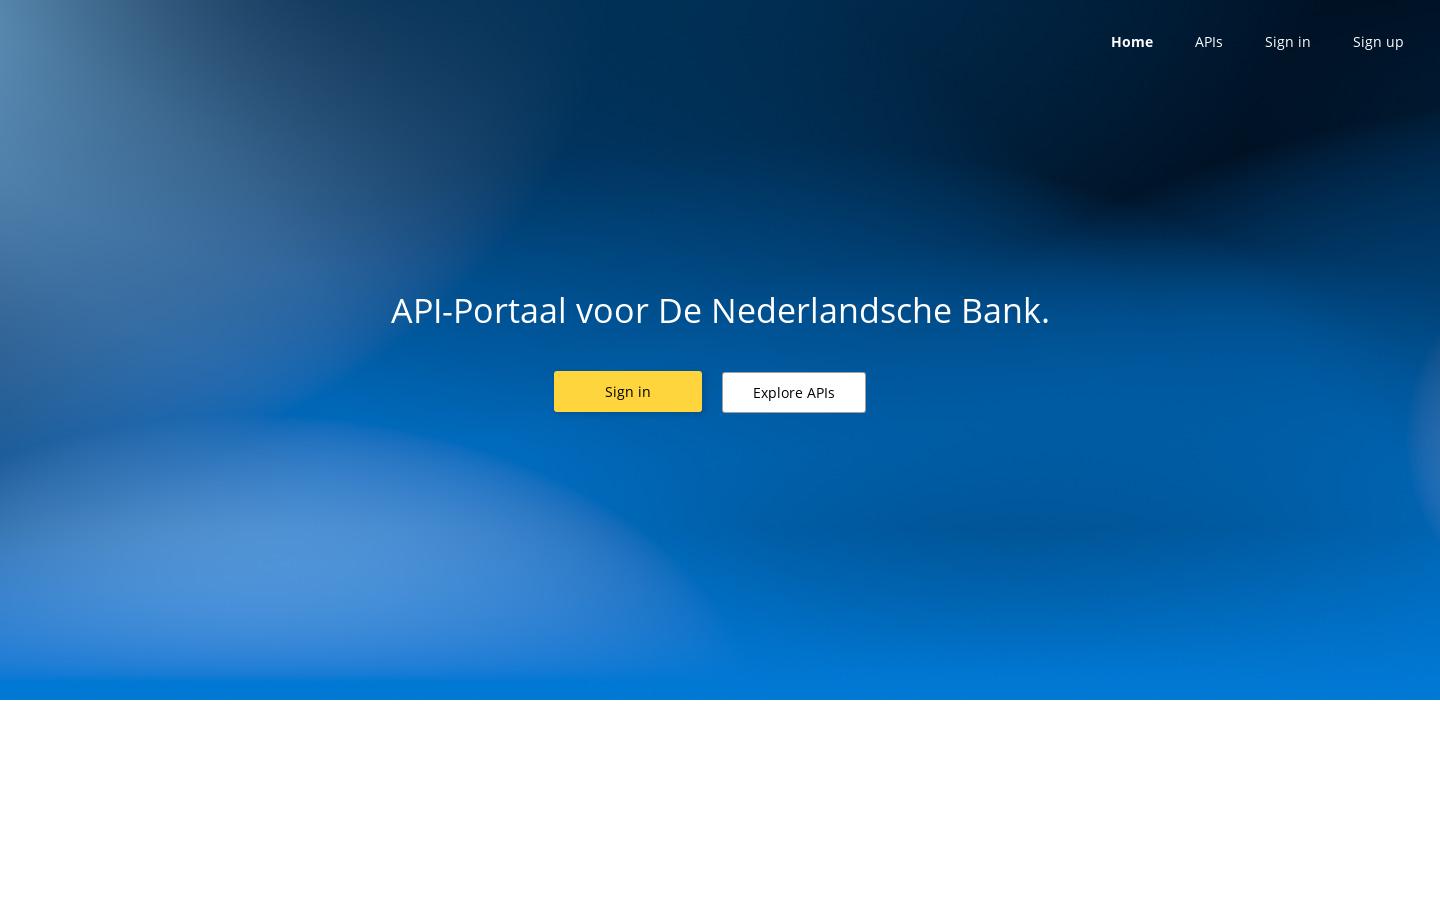 Home APIs Sign in Sign up
API-Portaal voor De Nederlandsche Bank.
Sign in Explore APIs